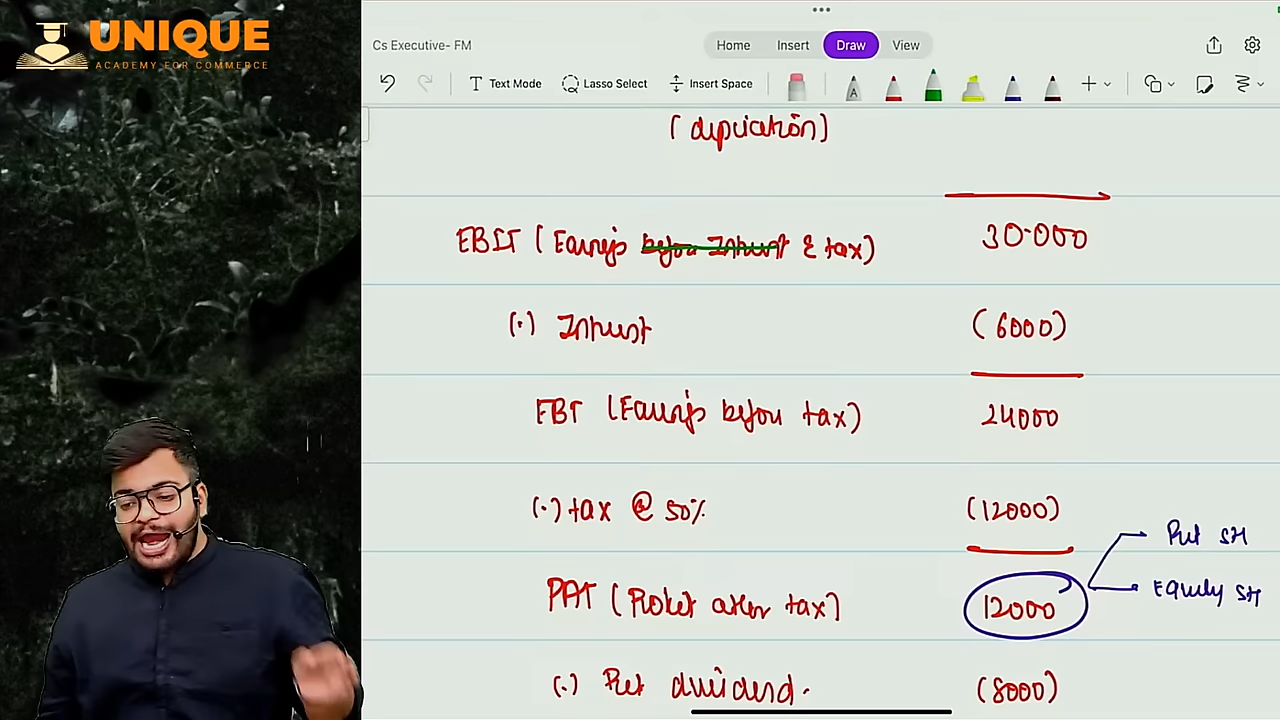 UNIQUE
ACADEMY FOR COMMERCE
Cs Executive- FM
Home Insert Draw View
Text Mode Lasso Select Insert Space
(depriciation)
EBIT (Earnings before Interest & tax) 30.000
(-) Interest (6000)
EBT (Earnings before tax) 24000
(-) tax @ 50% (12000)
Pref SH
PAT (Profit after tax) 12000
Equity SH
(-) Pref dividend. (8000)